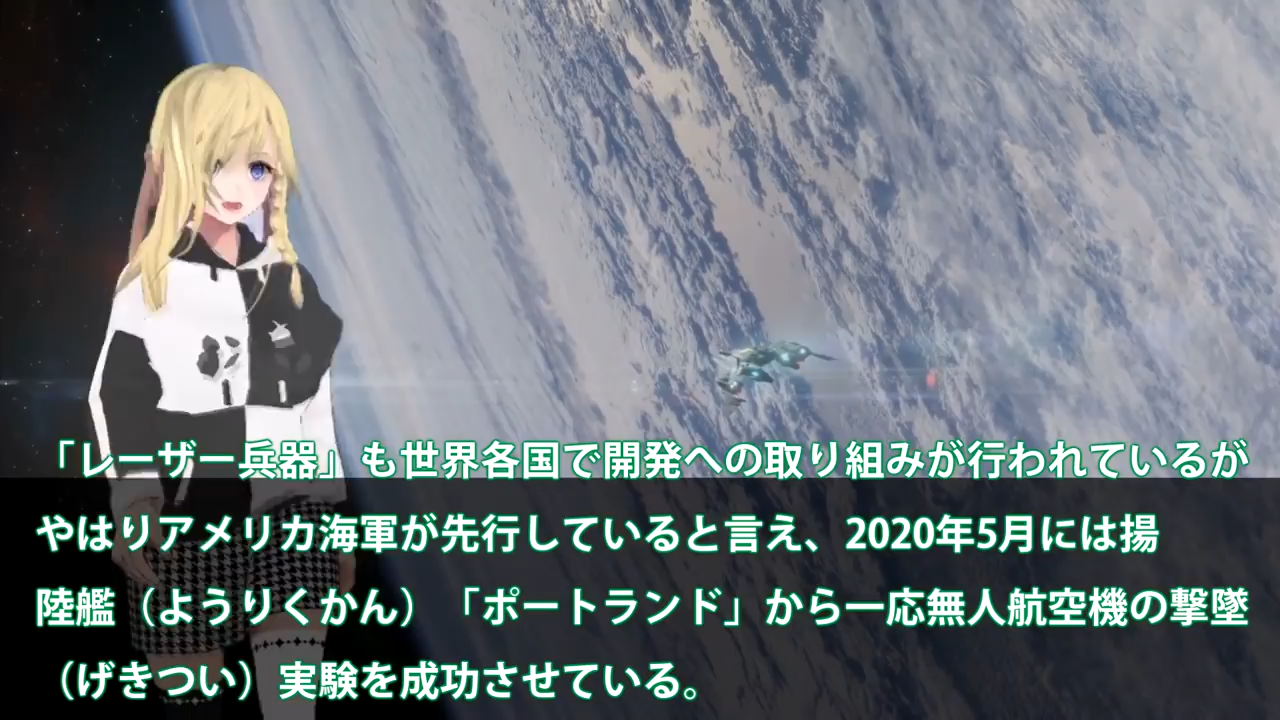 「レーザー兵器」も世界各国で開発への取り組みが行われているが
やはりアメリカ海軍が先行していると言え、2020年5月には揚
陸艦（ようりくかん）「ポートランド」から一応無人航空機の撃墜
（げきつい）実験を成功させている。